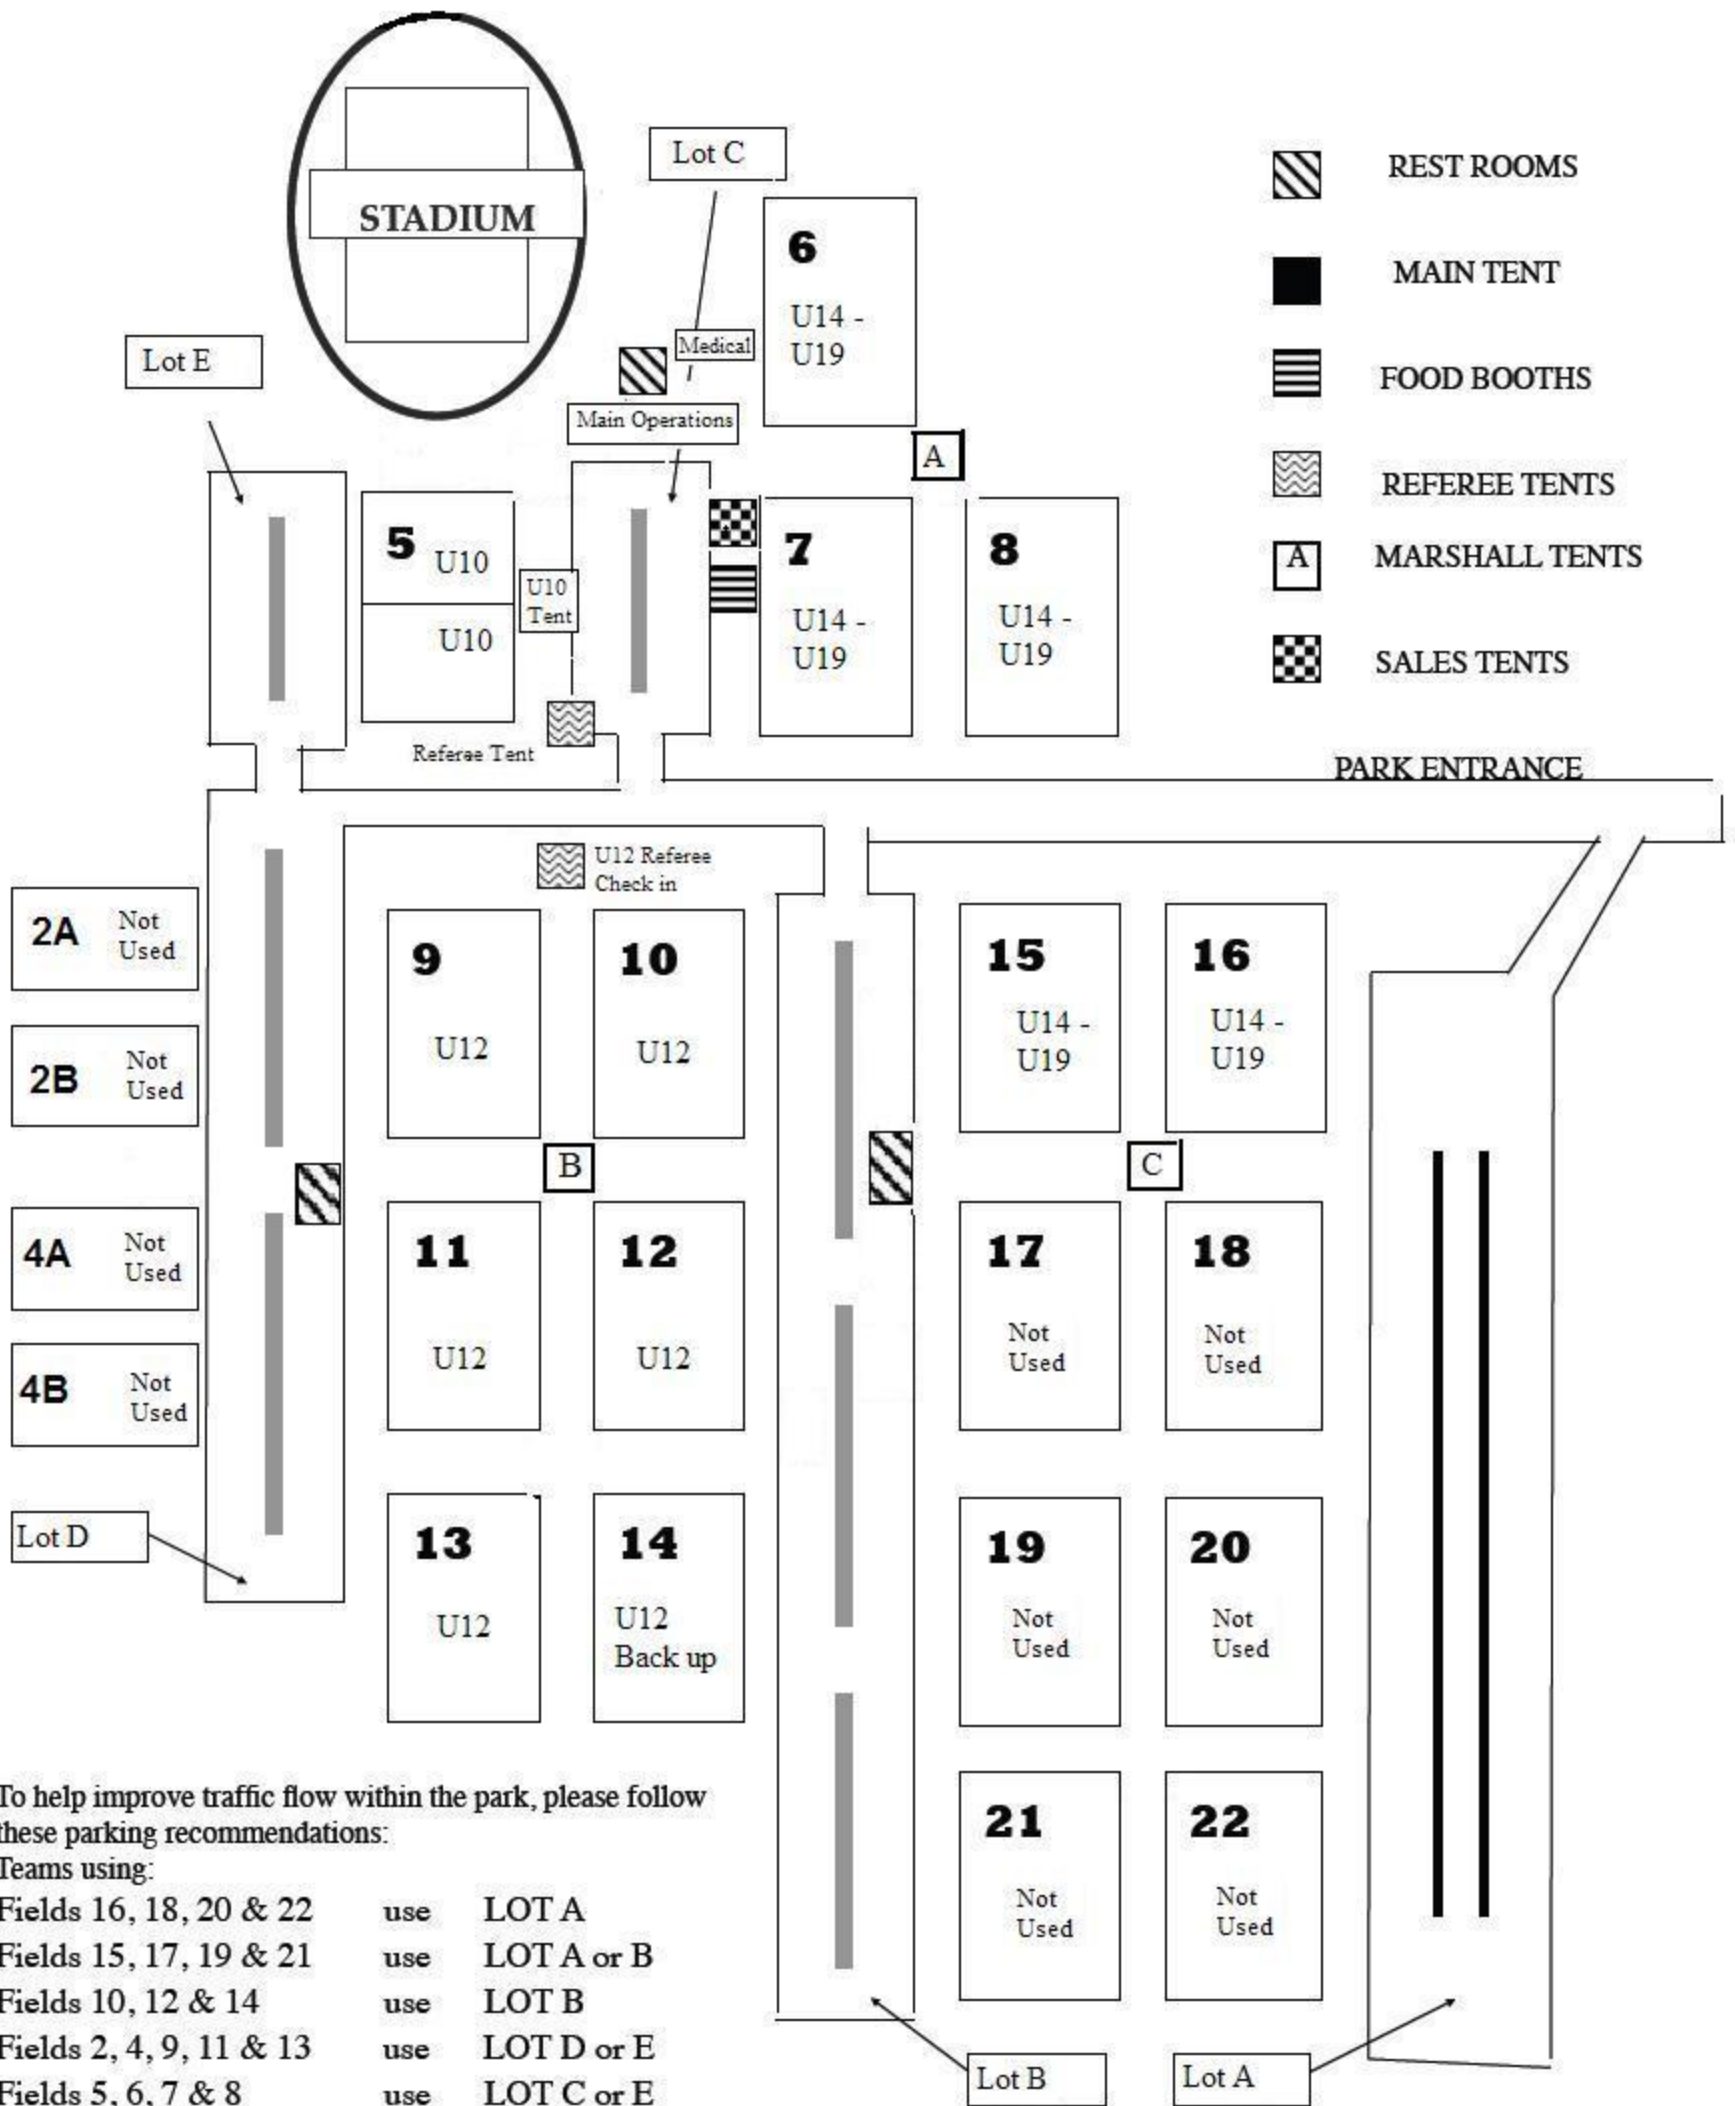 STADIUM
Lot C
Lot E
Medical
Main Operations
6
U14 -
U19
A
REST ROOMS
MAIN TENT
FOOD BOOTHS
REFEREE TENTS
A
MARSHALL TENTS
SALES TENTS
5
U10
U10
U10
Tent
Referee Tent
7
U14 -
U19
8
U14 -
U19
PARK ENTRANCE
U12 Referee
Check in
2A
Not
Used
2B
Not
Used
4A
Not
Used
4B
Not
Used
Lot D
9
U12
10
U12
B
11
U12
12
U12
13
U12
14
U12
Back up
15
U14 -
U19
16
U14 -
U19
C
17
Not
Used
18
Not
Used
19
Not
Used
20
Not
Used
21
Not
Used
22
Not
Used
Lot B
Lot A
To help improve traffic flow within the park, please follow
these parking recommendations:
Teams using:
Fields 16, 18, 20 & 22 use LOT A
Fields 15, 17, 19 & 21 use LOT A or B
Fields 10, 12 & 14 use LOT B
Fields 2, 4, 9, 11 & 13 use LOT D or E
Fields 5, 6, 7 & 8 use LOT C or E